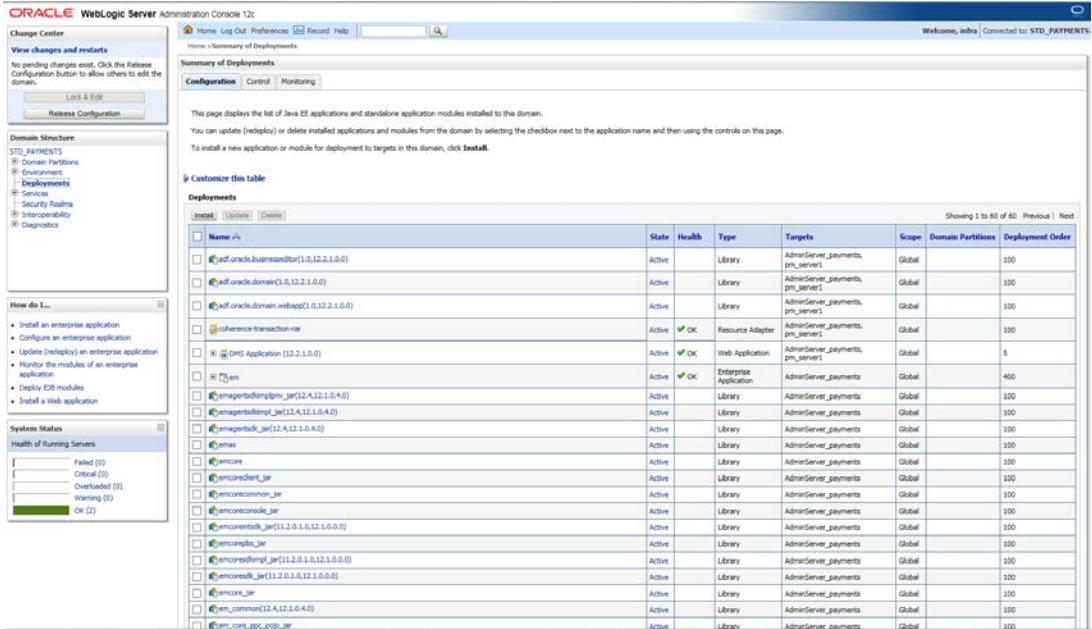 ORACLE WebLogic Server Administration Console 12c
Change Center
View changes and restarts
No pending changes exist. Click the Release
Configuration button to allow others to edit the
domain.
Lock & Edit
Release Configuration
Domain Structure
STD_PAYMENTS
Domain Partitions
Environment
Deployments
Services
Security Realms
Interoperability
Diagnostics
How do I...
Install an enterprise application
Configure an enterprise application
Update (redeploy) an enterprise application
Monitor the modules of an enterprise
application
Deploy EJB modules
Install a Web application
System Status
Health of Running Servers
Failed (0)
Critical (0)
Overloaded (0)
Warning (0)
OK (2)
Home Log Out Preferences Record Help
Welcome, infra Connected to: STD_PAYMENTS
Home >Summary of Deployments
Summary of Deployments
Configuration Control Monitoring
This page displays the list of Java EE applications and standalone application modules installed to this domain.
You can update (redeploy) or delete installed applications and modules from the domain by selecting the checkbox next to the application name and then using the controls on this page.
To install a new application or module for deployment to targets in this domain, click Install.
Customize this table
Deployments
Install Update Delete Showing 1 to 60 of 60 Previous | Next
Name State Health Type Targets Scope Domain Partitions Deployment Order
adf.oracle.businesseditor(1.0,12.2.1.0.0) Active Library AdminServer_payments, pm_server1 Global 100
adf.oracle.domain(1.0,12.2.1.0.0) Active Library AdminServer_payments, pm_server1 Global 100
adf.oracle.domain.webapp(1.0,12.2.1.0.0) Active Library AdminServer_payments, pm_server1 Global 100
coherence-transaction-rar Active OK Resource Adapter AdminServer_payments, pm_server1 Global 100
DMS Application (12.2.1.0.0) Active OK Web Application AdminServer_payments, pm_server1 Global 5
em Active OK Enterprise Application AdminServer_payments Global 400
emagentsdkimplpriv_jar(12.4,12.1.0.4.0) Active Library AdminServer_payments Global 100
emagentsdkimpl_jar(12.4,12.1.0.4.0) Active Library AdminServer_payments Global 100
emagentsdk_jar(12.4,12.1.0.4.0) Active Library AdminServer_payments Global 100
emas Active Library AdminServer_payments Global 100
emcore Active Library AdminServer_payments Global 100
emcoreclient_jar Active Library AdminServer_payments Global 100
emcorecommon_jar Active Library AdminServer_payments Global 100
emcoreconsole_jar Active Library AdminServer_payments Global 100
emcoreintsdk_jar(11.2.0.1.0,12.1.0.0.0) Active Library AdminServer_payments Global 100
emcorepbs_jar Active Library AdminServer_payments Global 100
emcoresdkimpl_jar(11.2.0.1.0,12.1.0.0.0) Active Library AdminServer_payments Global 100
emcoresdk_jar(11.2.0.1.0,12.1.0.0.0) Active Library AdminServer_payments Global 100
emcore_jar Active Library AdminServer_payments Global 100
em_common(12.4,12.1.0.4.0) Active Library AdminServer_payments Global 100
em_core_ppc_pojo_jar Active Library AdminServer_payments Global 100